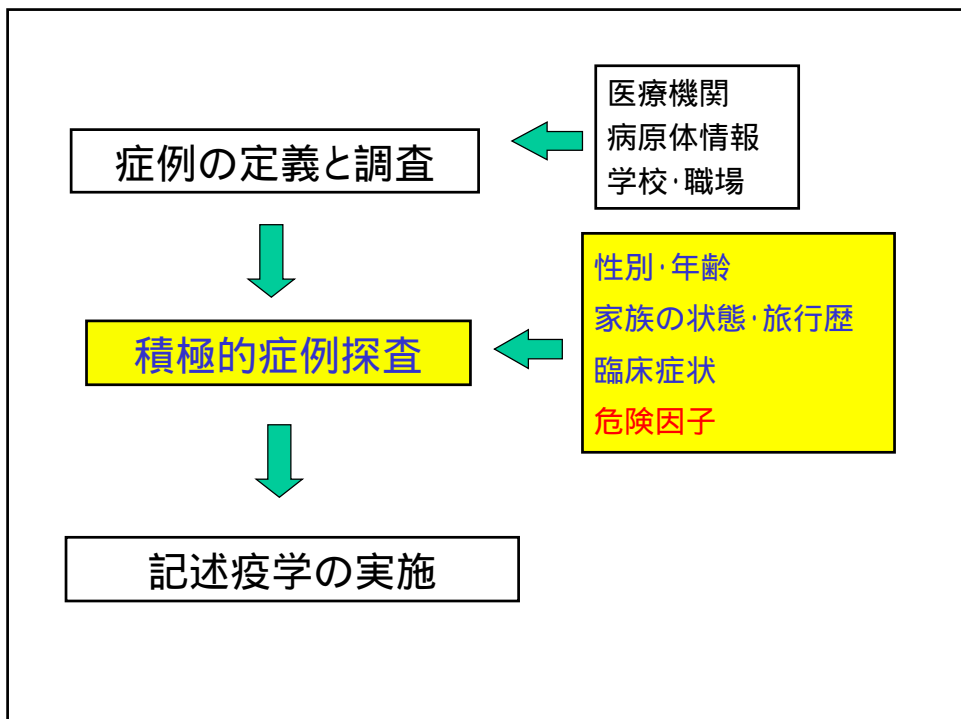 医療機関
病原体情報
学校・職場
症例の定義と調査
性別・年齢
家族の状態・旅行歴
臨床症状
危険因子
積極的症例探査
記述疫学の実施